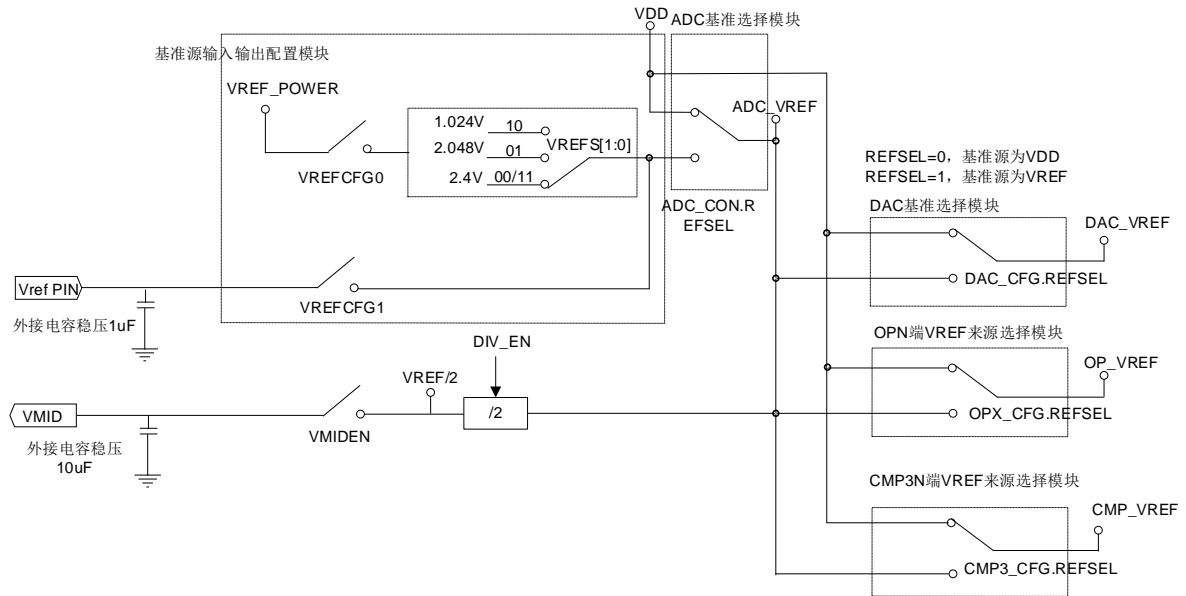 VDD
ADC基准选择模块
基准源输入输出配置模块
VREF_POWER
ADC_VREF
1.024V
10
2.048V
01
VREFS[1:0]
2.4V
00/11
VREFCFG0
ADC_CON.R
EFSEL
REFSEL=0，基准源为VDD
REFSEL=1，基准源为VREF
DAC基准选择模块
DAC_VREF
DAC_CFG.REFSEL
Vref PIN
VREFCFG1
外接电容稳压1uF
OPN端VREF来源选择模块
DIV_EN
OP_VREF
VREF/2
/2
OPX_CFG.REFSEL
VMID
VMIDEN
外接电容稳压
10uF
CMP3N端VREF来源选择模块
CMP_VREF
CMP3_CFG.REFSEL